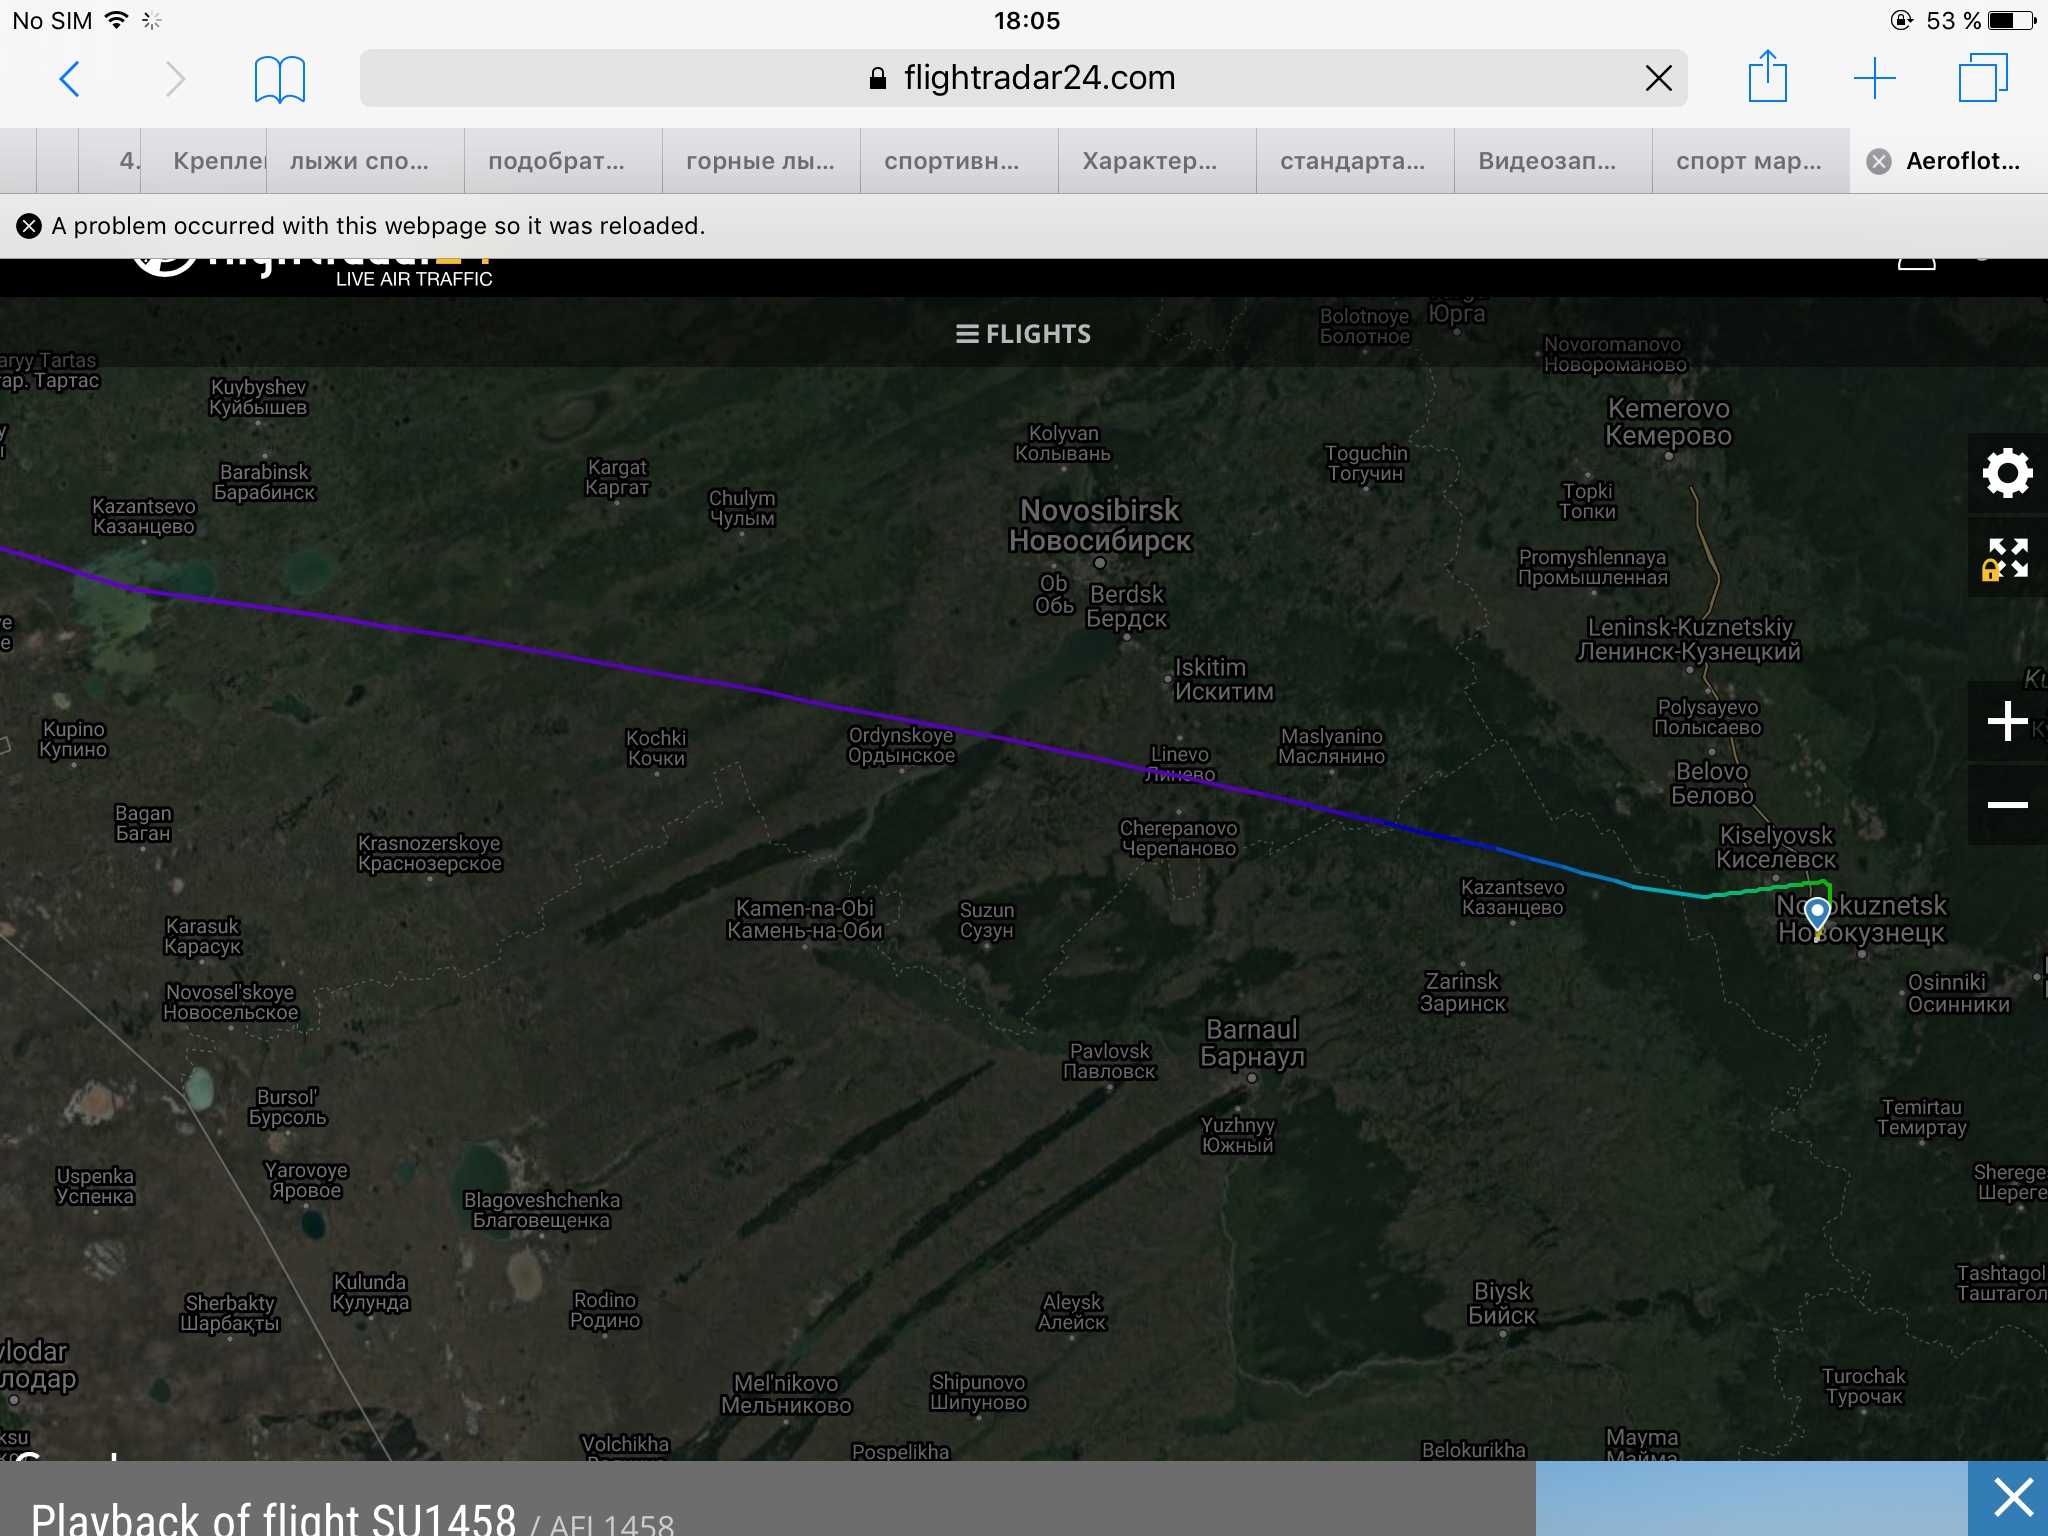 No SIM
18:05
53 %
flightradar24.com
4.
Крепле
лыжи спо...
подобрат...
горные лы...
спортивн...
Характер...
стандарта...
Видеозап...
спорт мар...
Aeroflot...
A problem occurred with this webpage so it was reloaded.
LIVE AIR TRAFFIC
FLIGHTS
Bolotnoye
Болотное
Юрга
Novoromanovo
Новороманово
aryy Tartas
ар. Тартас
Kuybyshev
Куйбышев
Kemerovo
Кемерово
Kolyvan
Колывань
Toguchin
Тогучин
Kargat
Каргат
Barabinsk
Барабинск
Chulym
Чулым
Topki
Топки
Kazantsevo
Казанцево
Novosibirsk
Новосибирск
Promyshlennaya
Промышленная
Ob
Обь
Berdsk
Бердск
Leninsk-Kuznetskiy
Ленинск-Кузнецкий
Iskitim
Искитим
Polysayevo
Полысаево
Kupino
Купино
Kochki
Кочки
Ordynskoye
Ордынское
Linevo
Линево
Maslyanino
Маслянино
Belovo
Белово
Bagan
Баган
Krasnozerskoye
Краснозерское
Cherepanovo
Черепаново
Kiselyovsk
Киселевск
Kamen-na-Obi
Камень-на-Оби
Suzun
Сузун
Kazantsevo
Казанцево
Novokuznetsk
Новокузнецк
Karasuk
Карасук
Zarinsk
Заринск
Osinniki
Осинники
Novosel'skoye
Новосельское
Barnaul
Барнаул
Pavlovsk
Павловск
Bursol'
Бурсоль
Yuzhnyy
Южный
Temirtau
Темиртау
Uspenka
Успенка
Yarovoye
Яровое
Sherege
Шереге
Blagoveshchenka
Благовещенка
Kulunda
Кулунда
Sherbakty
Шарбақты
Rodino
Родино
Aleysk
Алейск
Biysk
Бийск
Tashtagol
Таштагол
vlodar
лодар
Mel'nikovo
Мельниково
Shipunovo
Шипуново
Turochak
Турочак
Volchikha
Pospelikha
Belokurikha
Mayma
Майма
Playback of flight SU1458 / AFL1458